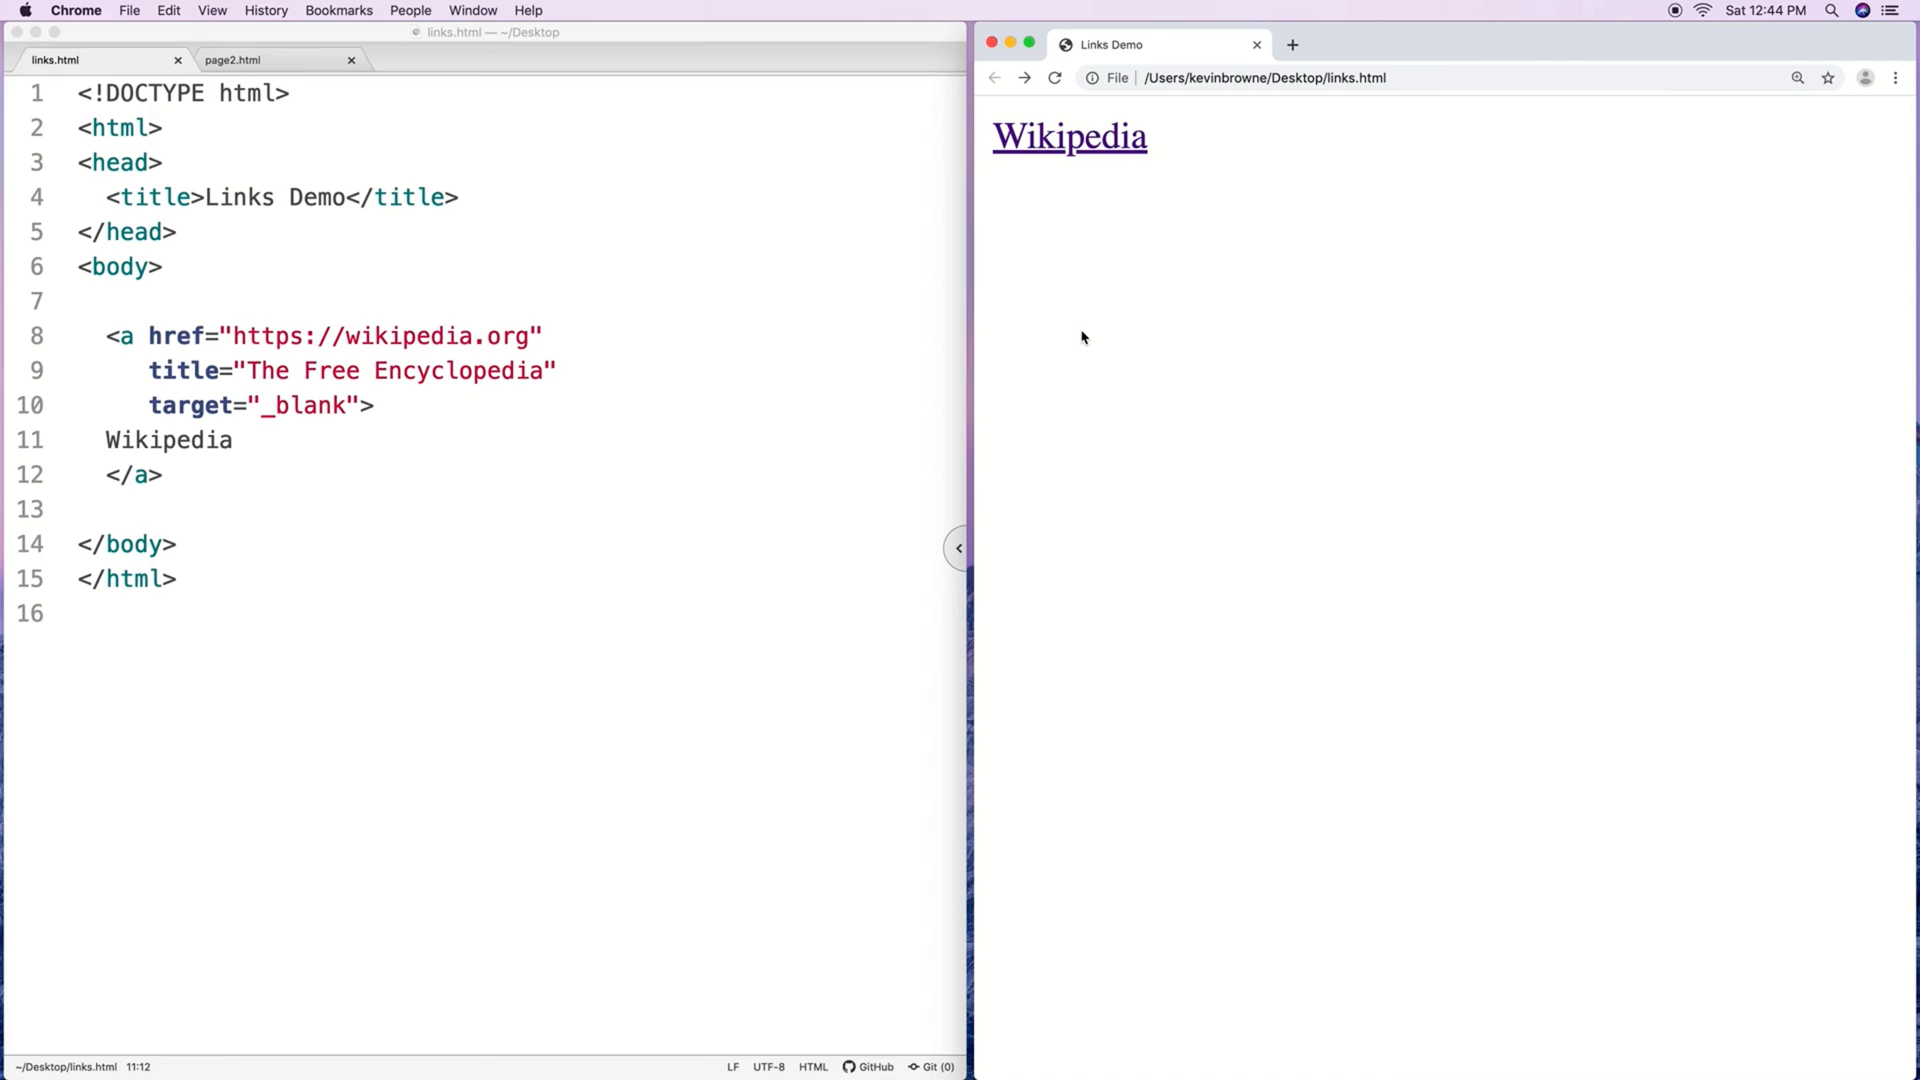 Chrome File Edit View History Bookmarks People Window Help
Sat 12:44 PM
links.html — ~/Desktop
links.html
page2.html
1 <!DOCTYPE html>
2 <html>
3 <head>
4 <title>Links Demo</title>
5 </head>
6 <body>
7
8 <a href="https://wikipedia.org"
9 title="The Free Encyclopedia"
10 target="_blank">
11 Wikipedia
12 </a>
13
14 </body>
15 </html>
16
~/Desktop/links.html 11:12
LF UTF-8 HTML GitHub Git (0)
Links Demo
File /Users/kevinbrowne/Desktop/links.html
Wikipedia